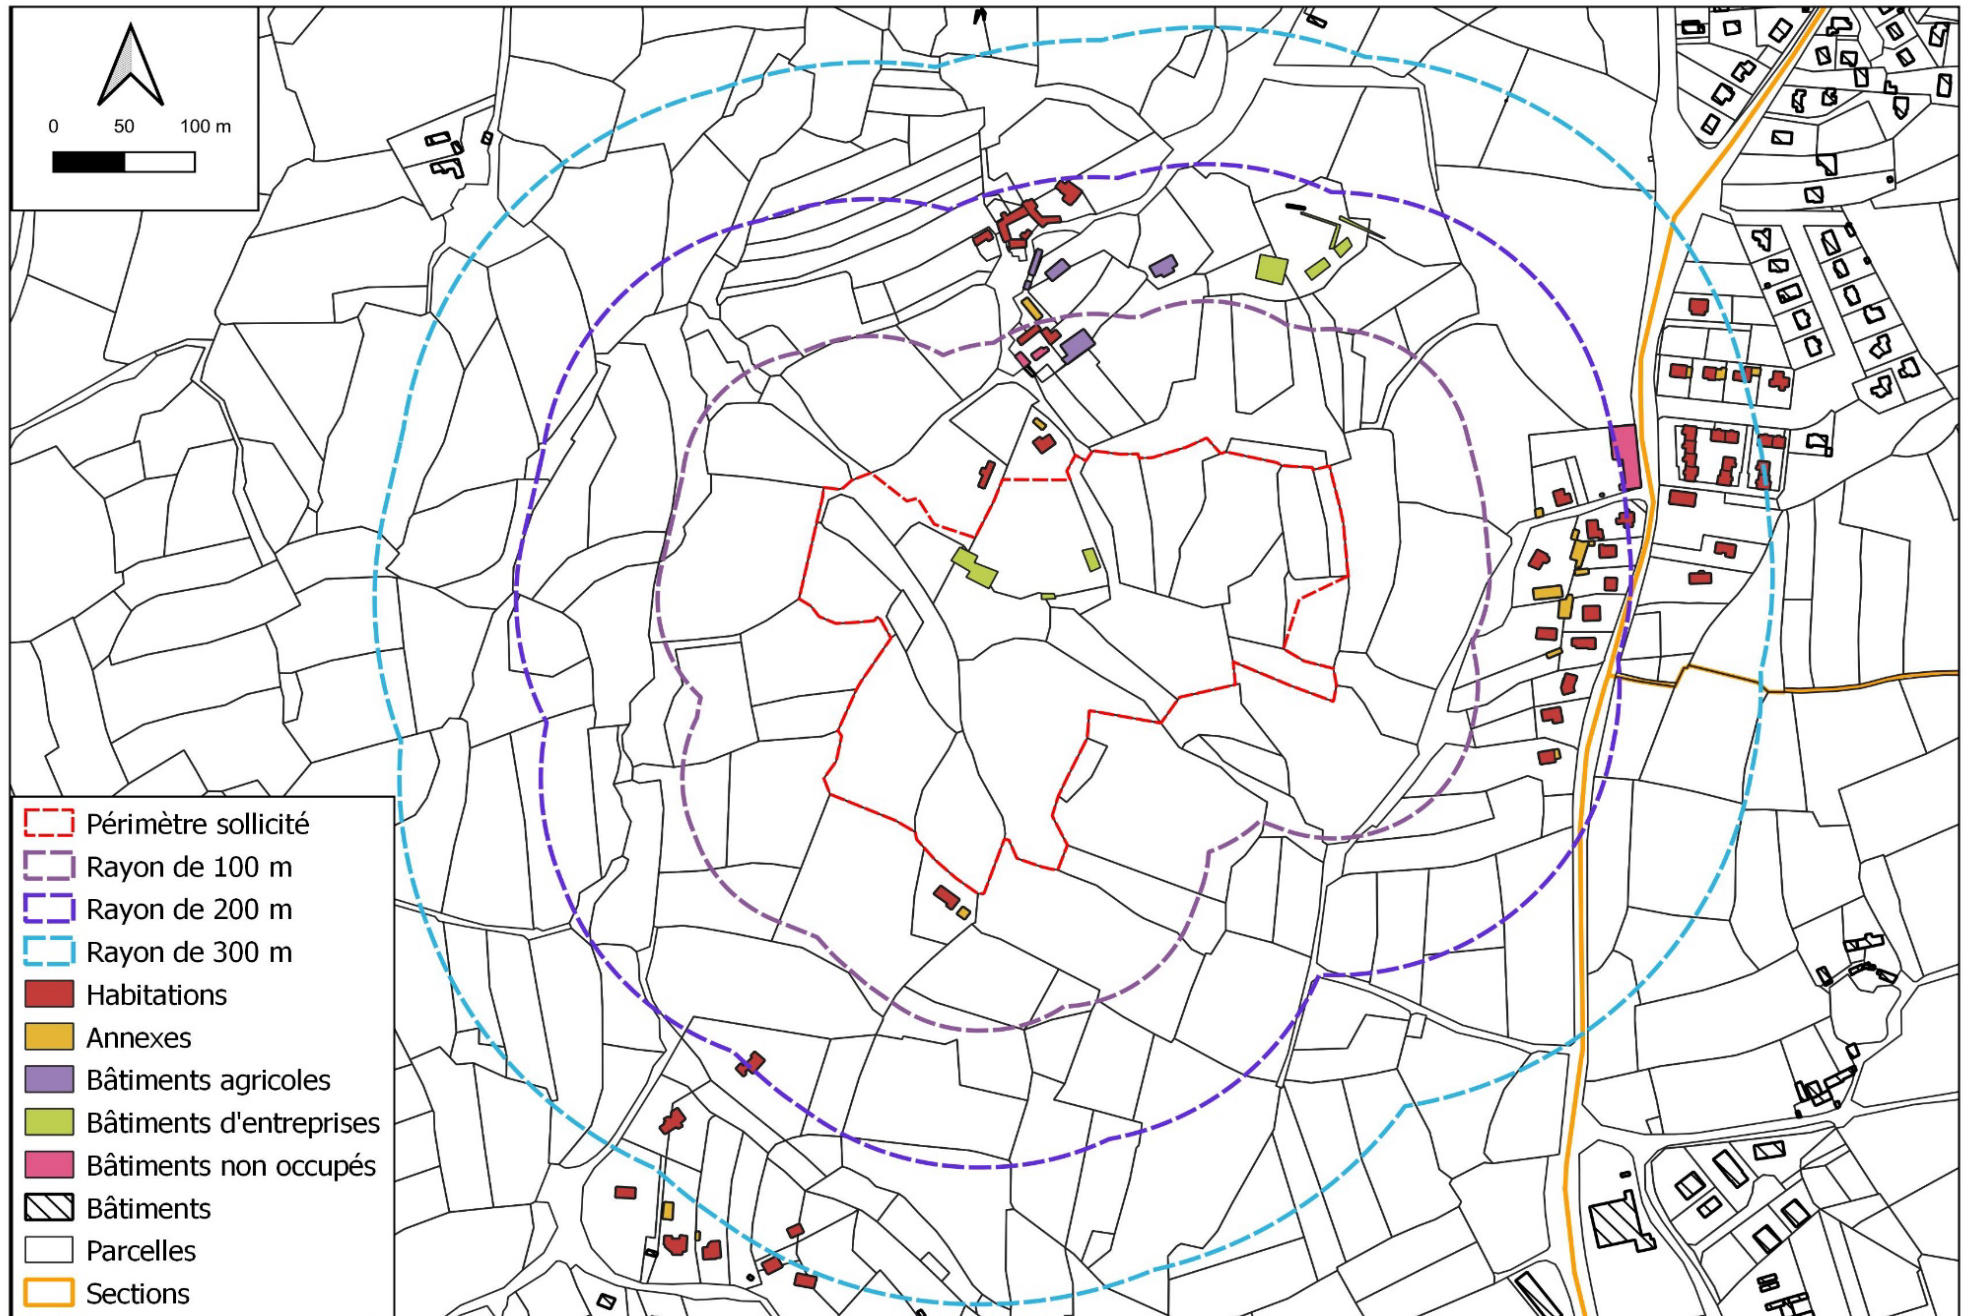 0 50 100 m
Périmètre sollicité
Rayon de 100 m
Rayon de 200 m
Rayon de 300 m
Habitations
Annexes
Bâtiments agricoles
Bâtiments d'entreprises
Bâtiments non occupés
Bâtiments
Parcelles
Sections